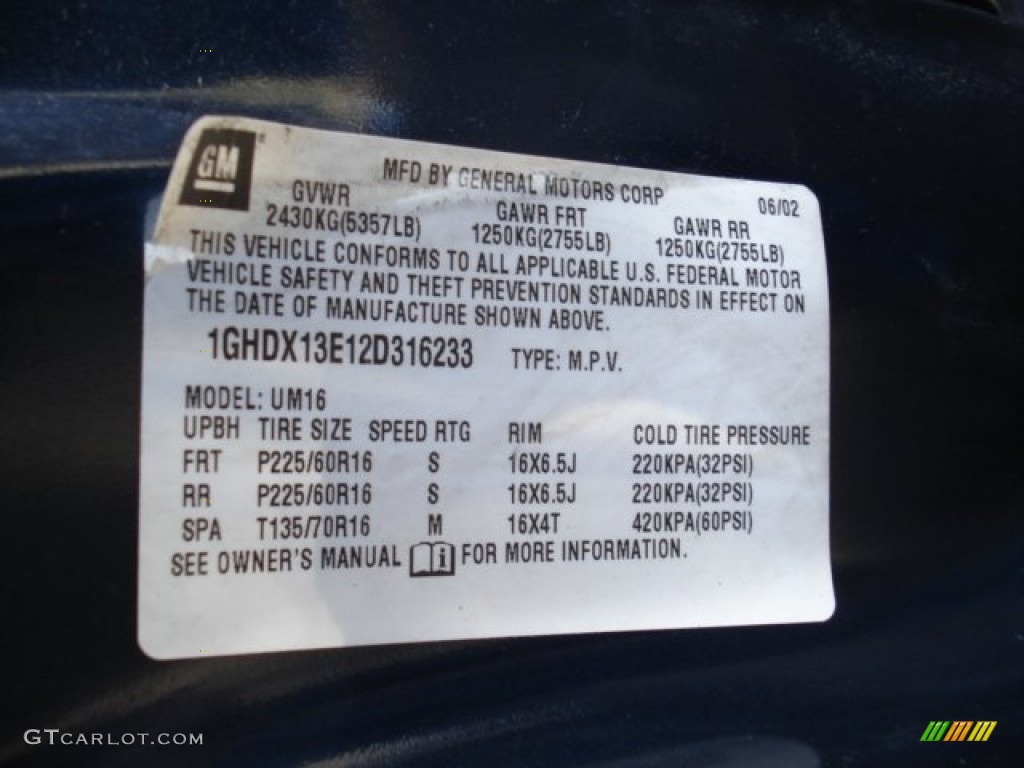 GM
MFD BY GENERAL MOTORS CORP 06/02
GVWR GAWR FRT GAWR RR
2430KG(5357LB) 1250KG(2755LB) 1250KG(2755LB)
THIS VEHICLE CONFORMS TO ALL APPLICABLE U.S. FEDERAL MOTOR
VEHICLE SAFETY AND THEFT PREVENTION STANDARDS IN EFFECT ON
THE DATE OF MANUFACTURE SHOWN ABOVE.
1GHDX13E12D316233 TYPE: M.P.V.
MODEL: UM16
UPBH TIRE SIZE SPEED RTG RIM COLD TIRE PRESSURE
FRT P225/60R16 S 16X6.5J 220KPA(32PSI)
RR P225/60R16 S 16X6.5J 220KPA(32PSI)
SPA T135/70R16 M 16X4T 420KPA(60PSI)
SEE OWNER'S MANUAL i FOR MORE INFORMATION.
GTCARLOT.COM